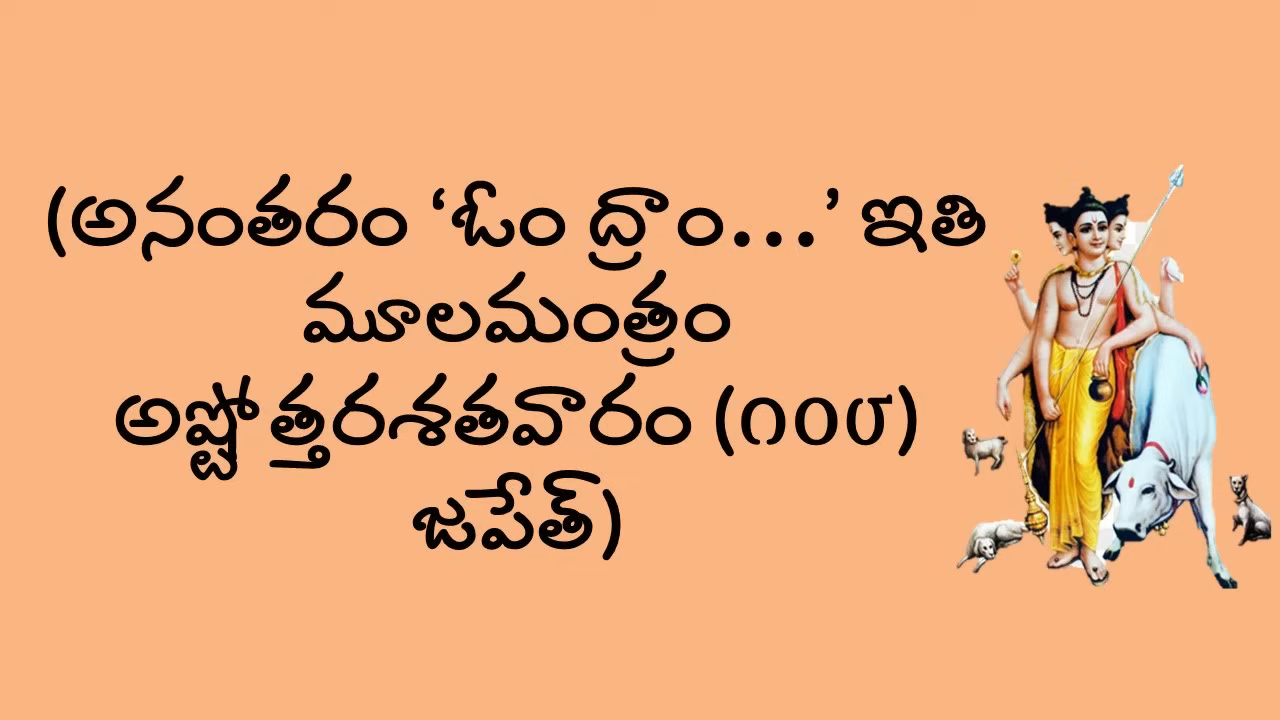 (అనంతరం ‘ఓం ద్రాం...’ ఇతి
మూలమంత్రం
అష్టోత్తరశతవారం (౧౦౮)
జపేత్)